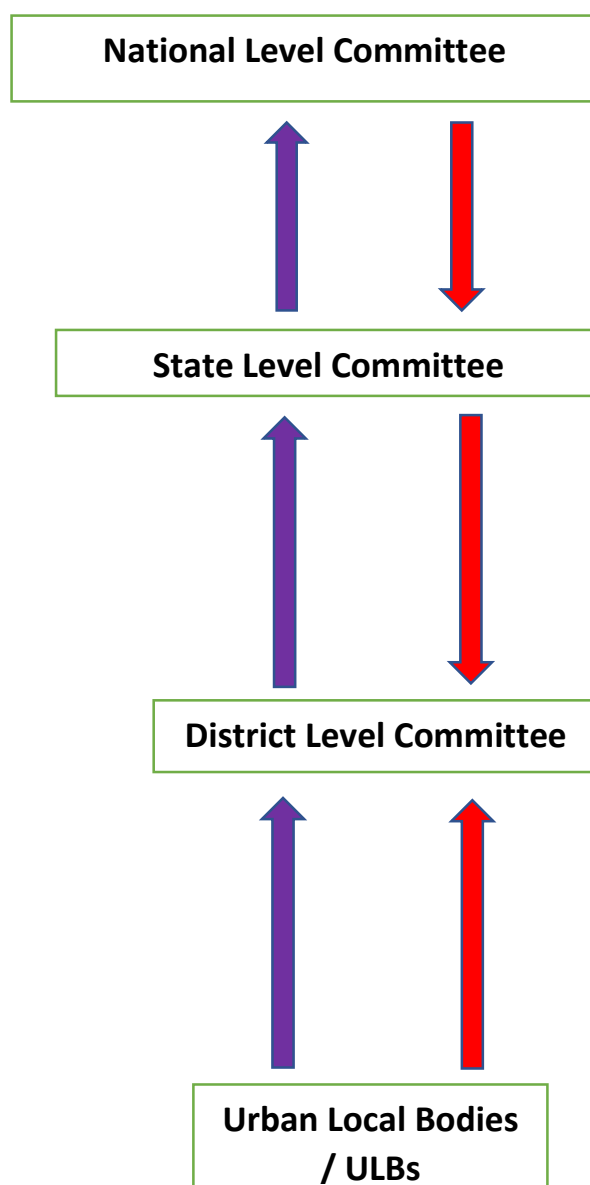 National Level Committee
State Level Committee
District Level Committee
Urban Local Bodies
/ ULBs